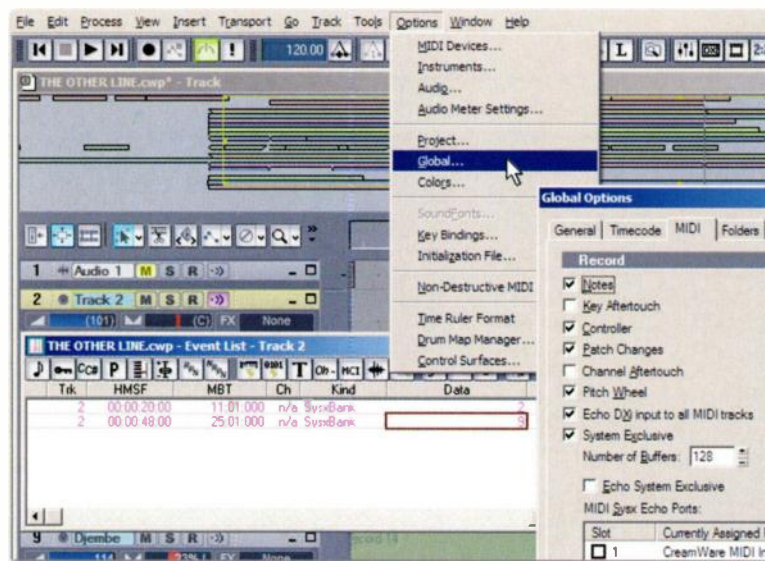 File Edit Process View Insert Transport Go Track Tools Options Window Help
120.00
L
THE OTHER LINE.cwp* - Track
MIDI Devices...
Instruments...
Audio...
Audio Meter Settings...
Project...
Global...
Colors...
SoundFonts...
Key Bindings...
Initialization File...
Non-Destructive MIDI
Time Ruler Format
Drum Map Manager...
Control Surfaces...
1 Audio 1 M S R
2 Track 2 M S R
(101) (C) FX None
THE OTHER LINE.cwp - Event List - Track 2
Trk HMSF MBT Ch Kind Data
2 00:00:20:00 11:01:000 n/a SysxBank 2
2 00:00:48:00 25:01:000 n/a SysxBank
9 Djembe M S R
114 FX None
Global Options
General Timecode MIDI Folders
Record
Notes
Key Aftertouch
Controller
Patch Changes
Channel Aftertouch
Pitch Wheel
Echo DXi input to all MIDI tracks
System Exclusive
Number of Buffers: 128
Echo System Exclusive
MIDI Sysx Echo Ports:
Slot Currently Assigned
1 CreamWare MIDI